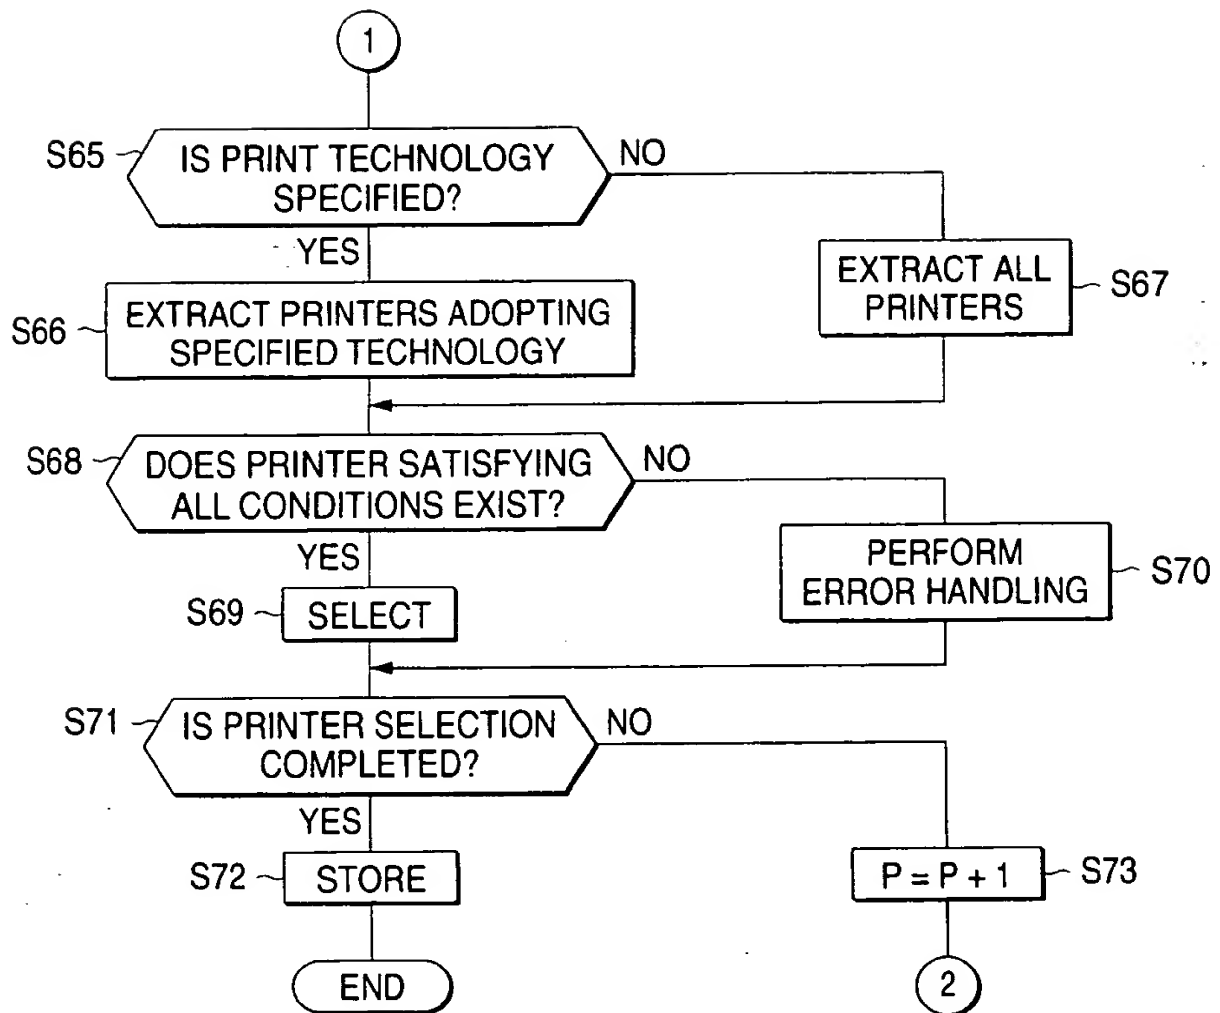 1
S65
IS PRINT TECHNOLOGY
SPECIFIED?
NO
YES
S66
EXTRACT PRINTERS ADOPTING
SPECIFIED TECHNOLOGY
EXTRACT ALL
PRINTERS
S67
S68
DOES PRINTER SATISFYING
ALL CONDITIONS EXIST?
NO
YES
S69
SELECT
PERFORM
ERROR HANDLING
S70
S71
IS PRINTER SELECTION
COMPLETED?
NO
YES
S72
STORE
P = P + 1
S73
END
2